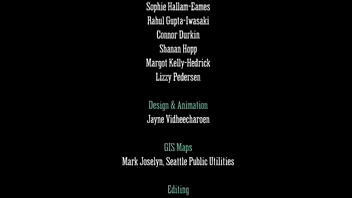 Sophie Hallam-Eames
Rahul Gupta-Iwasaki
Connor Durkin
Shanan Hopp
Margot Kelly-Hedrick
Lizzy Pedersen
Design & Animation
Jayne Vidheecharoen
GIS Maps
Mark Joselyn, Seattle Public Utilities
Editing